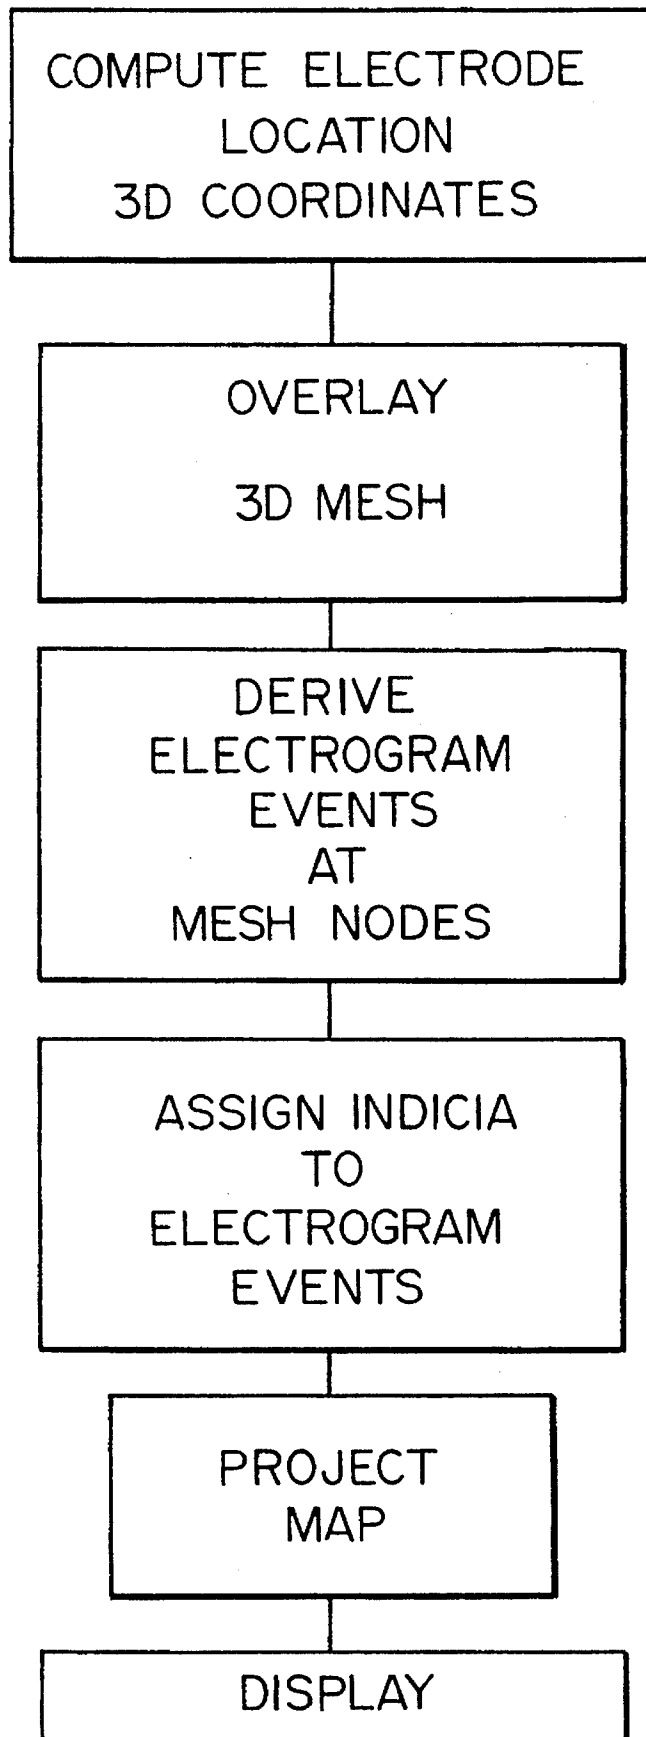 COMPUTE ELECTRODE
LOCATION
3D COORDINATES
OVERLAY
3D MESH
DERIVE
ELECTROGRAM
EVENTS
AT
MESH NODES
ASSIGN INDICIA
TO
ELECTROGRAM
EVENTS
PROJECT
MAP
DISPLAY